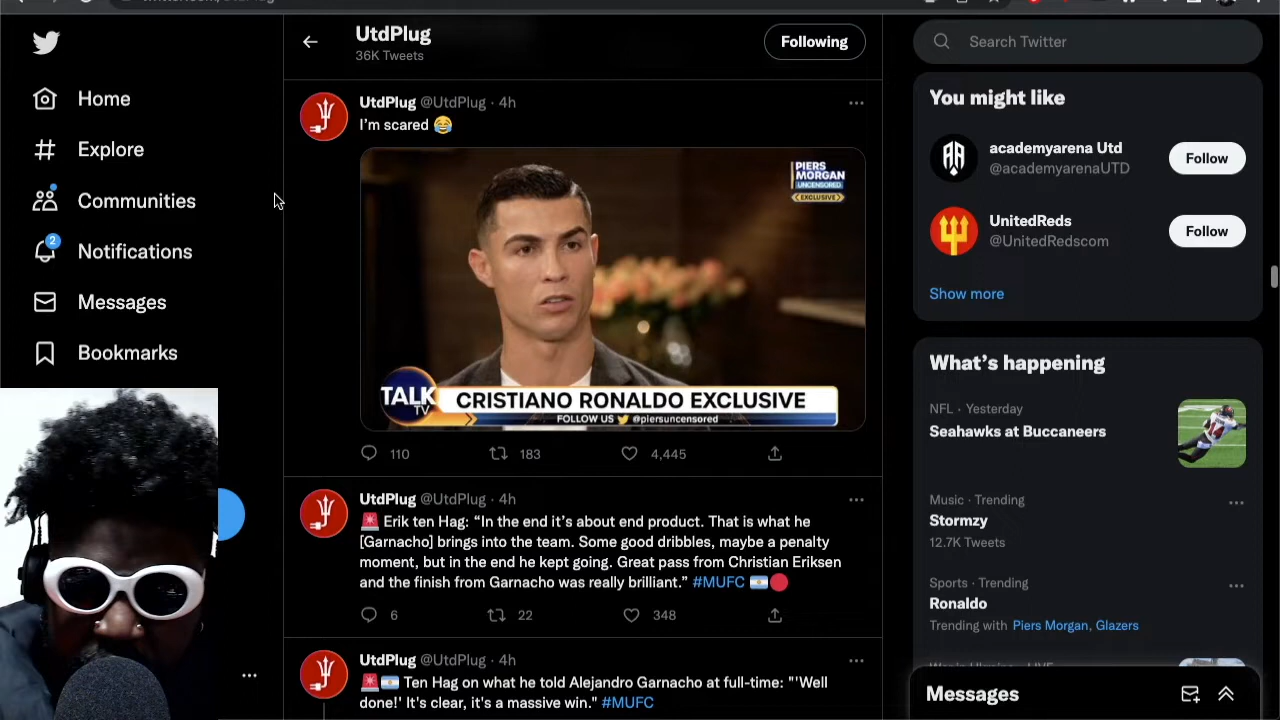 UtdPlug
36K Tweets
Following
Search Twitter
Home
Explore
Communities
2
Notifications
Messages
Bookmarks
UtdPlug @UtdPlug · 4h
I'm scared 😂
PIERS
MORGAN
UNCENSORED
EXCLUSIVE
TALK
TV
CRISTIANO RONALDO EXCLUSIVE
FOLLOW US @piersuncensored
110
183
4,445
UtdPlug @UtdPlug · 4h
🚨 Erik ten Hag: “In the end it’s about end product. That is what he
[Garnacho] brings into the team. Some good dribbles, maybe a penalty
moment, but in the end he kept going. Great pass from Christian Eriksen
and the finish from Garnacho was really brilliant.” #MUFC 🇦🇷🔴
6
22
348
UtdPlug @UtdPlug · 4h
🚨🇦🇷 Ten Hag on what he told Alejandro Garnacho at full-time: "'Well
done!' It's clear, it's a massive win." #MUFC
You might like
academyarena Utd
@academyarenaUTD
Follow
UnitedReds
@UnitedRedscom
Follow
Show more
What's happening
NFL · Yesterday
Seahawks at Buccaneers
Music · Trending
Stormzy
12.7K Tweets
Sports · Trending
Ronaldo
Trending with Piers Morgan, Glazers
Messages